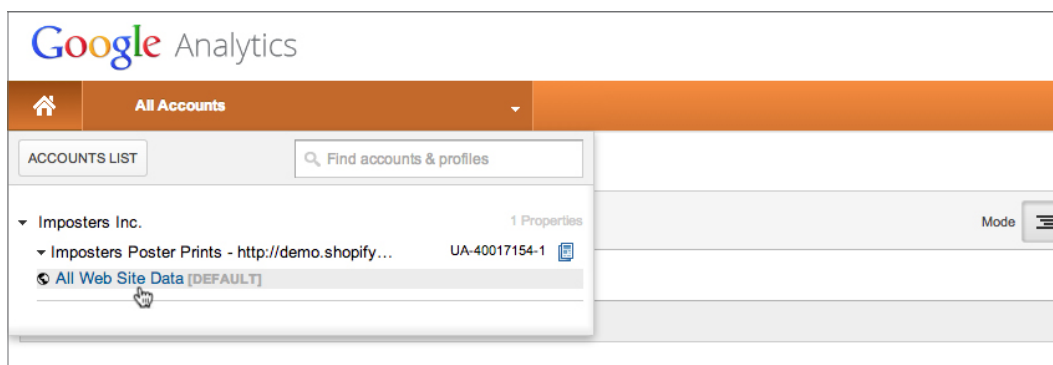 Google Analytics
All Accounts
ACCOUNTS LIST
Find accounts & profiles
Imposters Inc. 1 Properties
Mode
Imposters Poster Prints - http://demo.shopify... UA-40017154-1
All Web Site Data [DEFAULT]